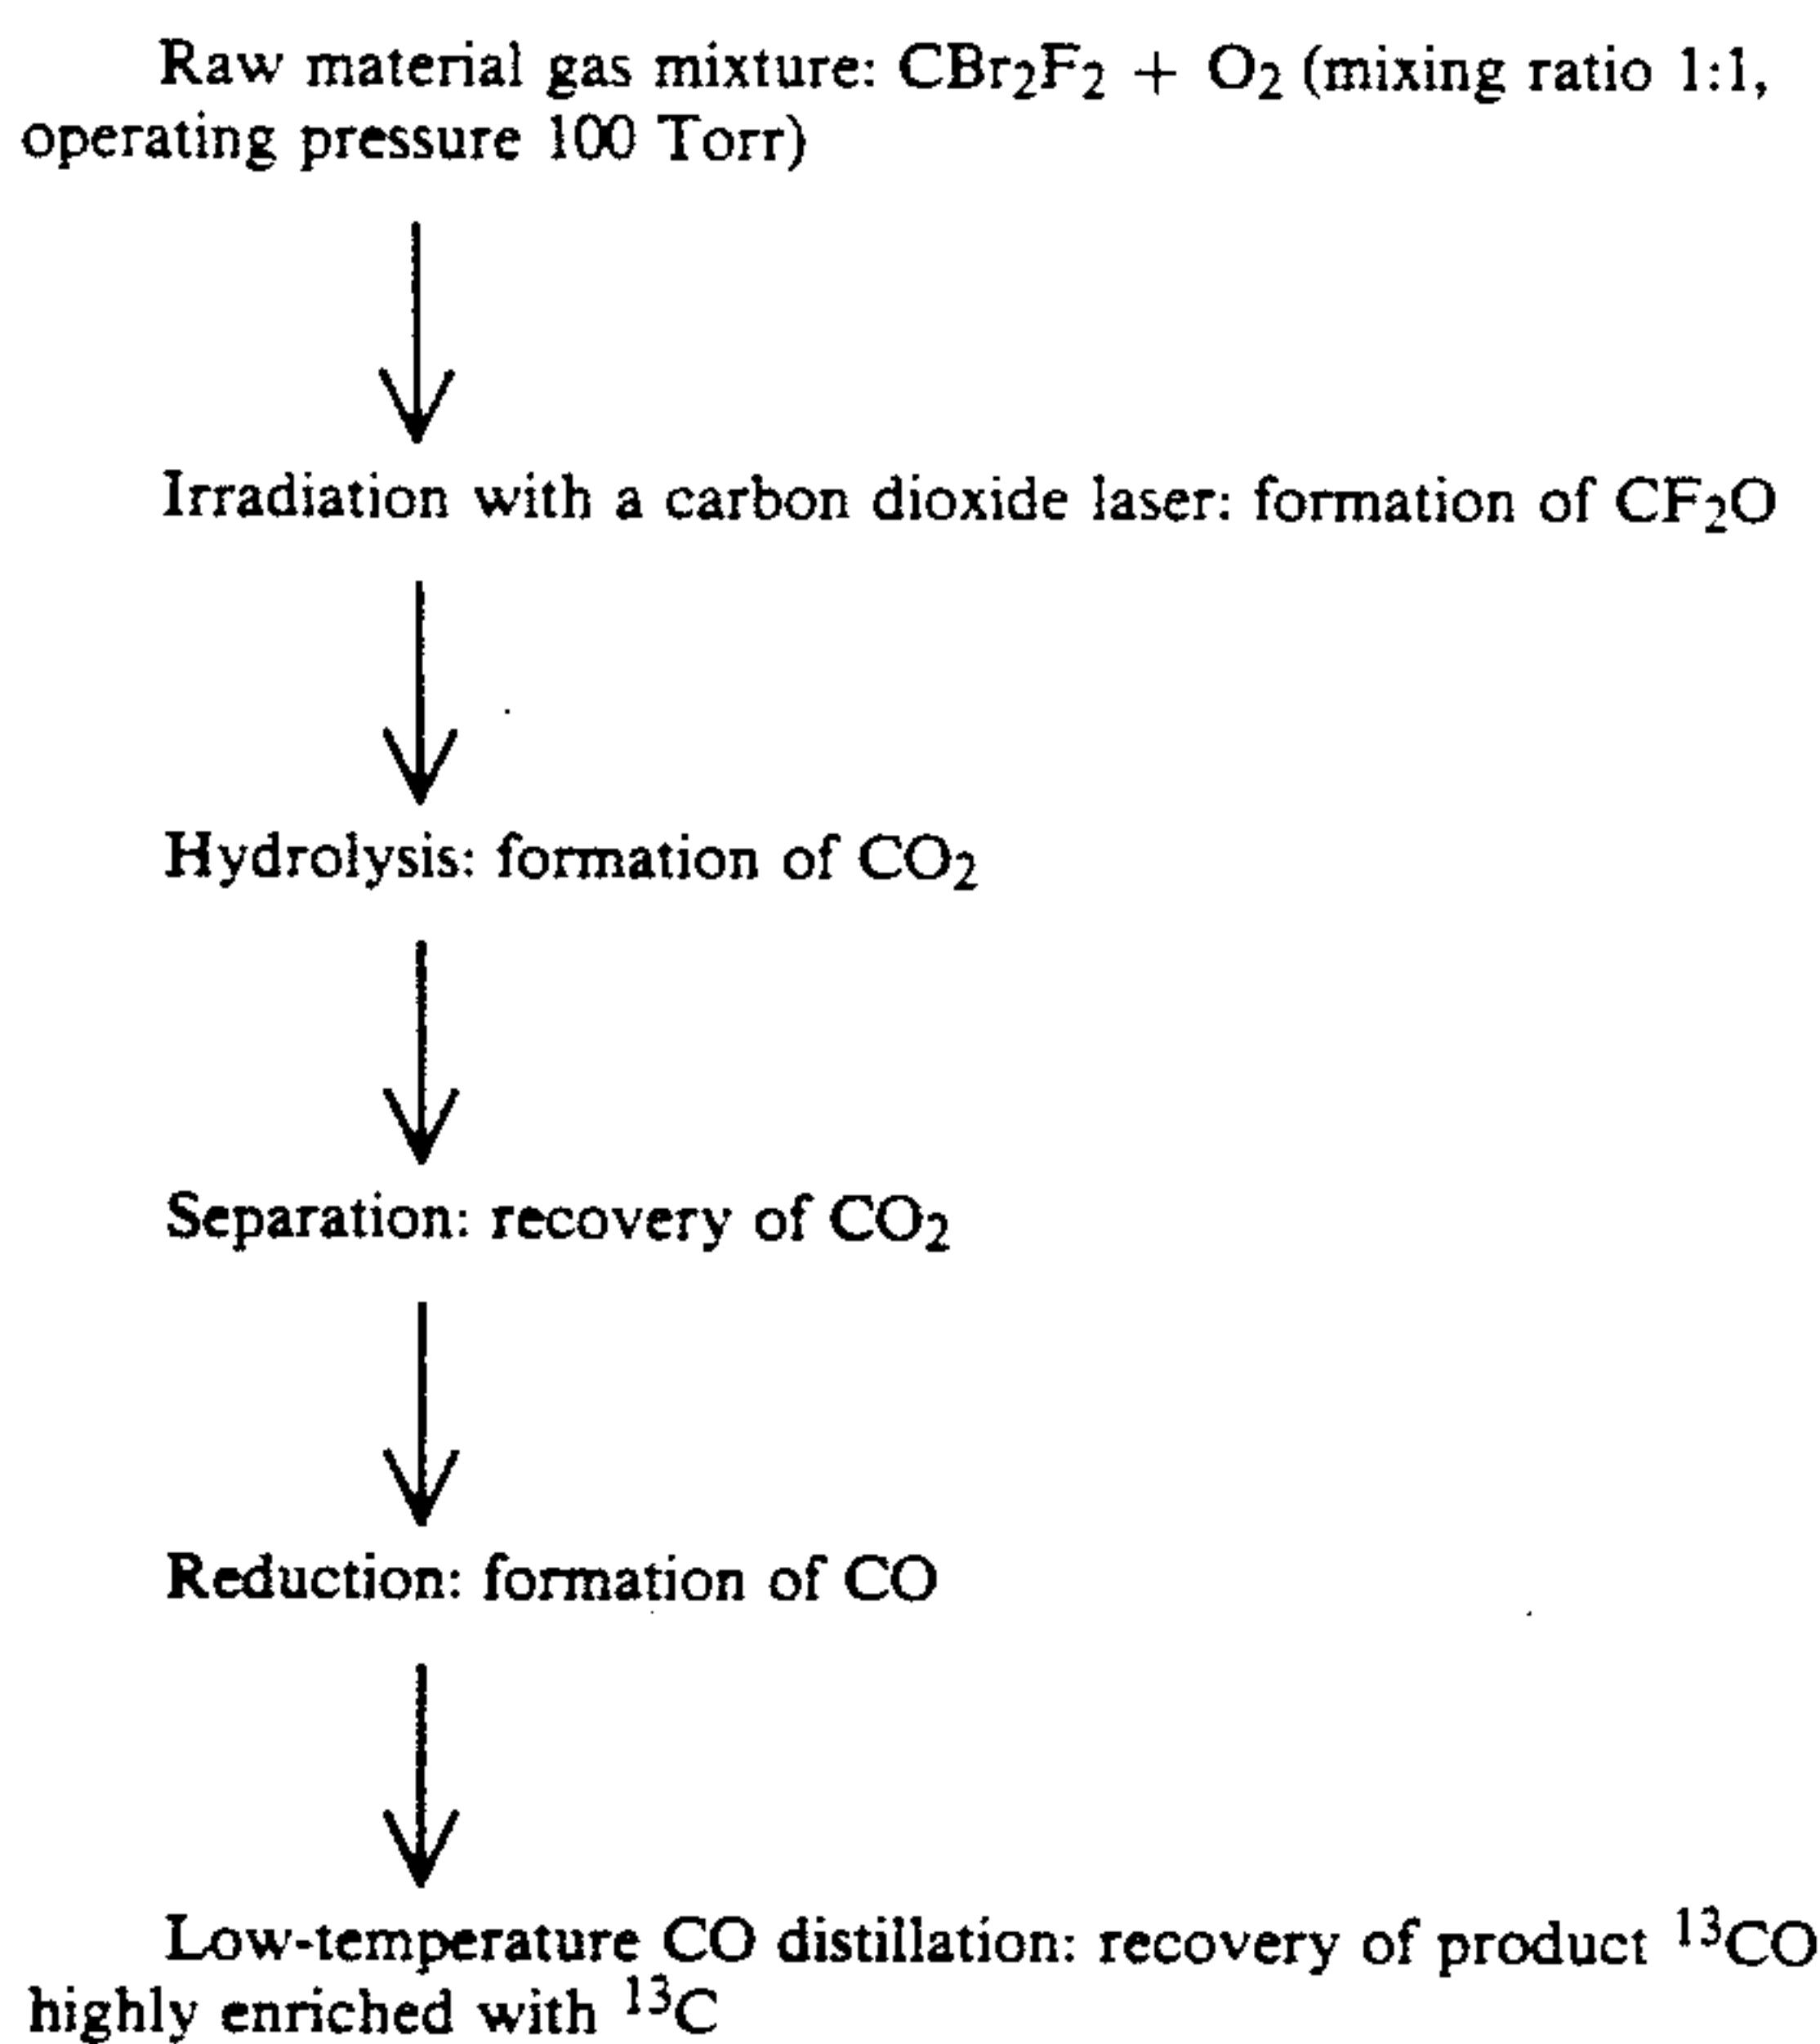 Raw material gas mixture: CBr₂F₂ + O₂ (mixing ratio 1:1,
operating pressure 100 Torr)
Irradiation with a carbon dioxide laser: formation of CF₂O
Hydrolysis: formation of CO₂
Separation: recovery of CO₂
Reduction: formation of CO
Low-temperature CO distillation: recovery of product ¹³CO
highly enriched with ¹³C